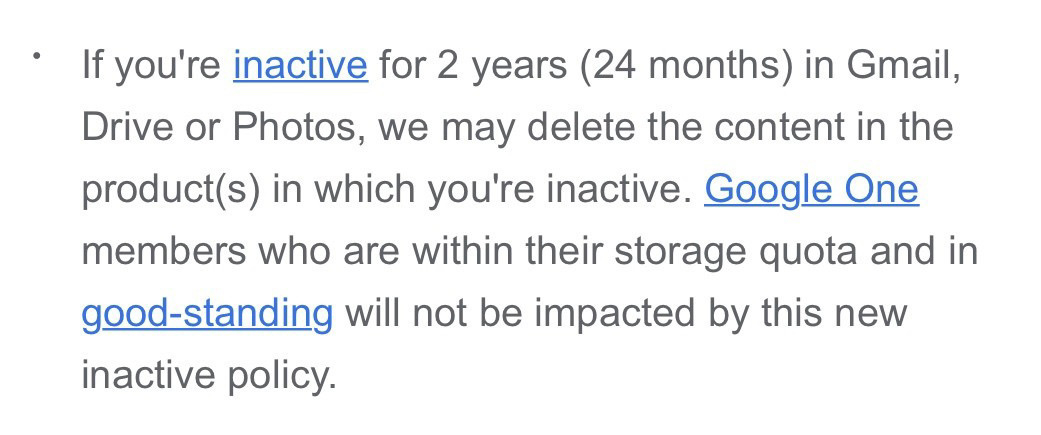 • If you're inactive for 2 years (24 months) in Gmail,
Drive or Photos, we may delete the content in the
product(s) in which you're inactive. Google One
members who are within their storage quota and in
good-standing will not be impacted by this new
inactive policy.